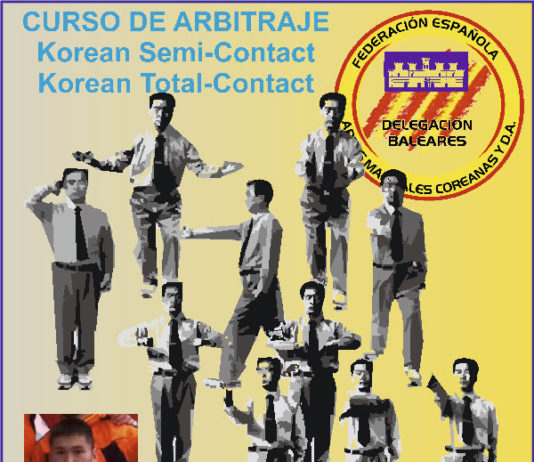 CURSO DE ARBITRAJE
Korean Semi-Contact
Korean Total-Contact
FEDERACIÓN ESPAÑOLA
DELEGACIÓN
BALEARES
MARCIALES COREANAS Y D.A.